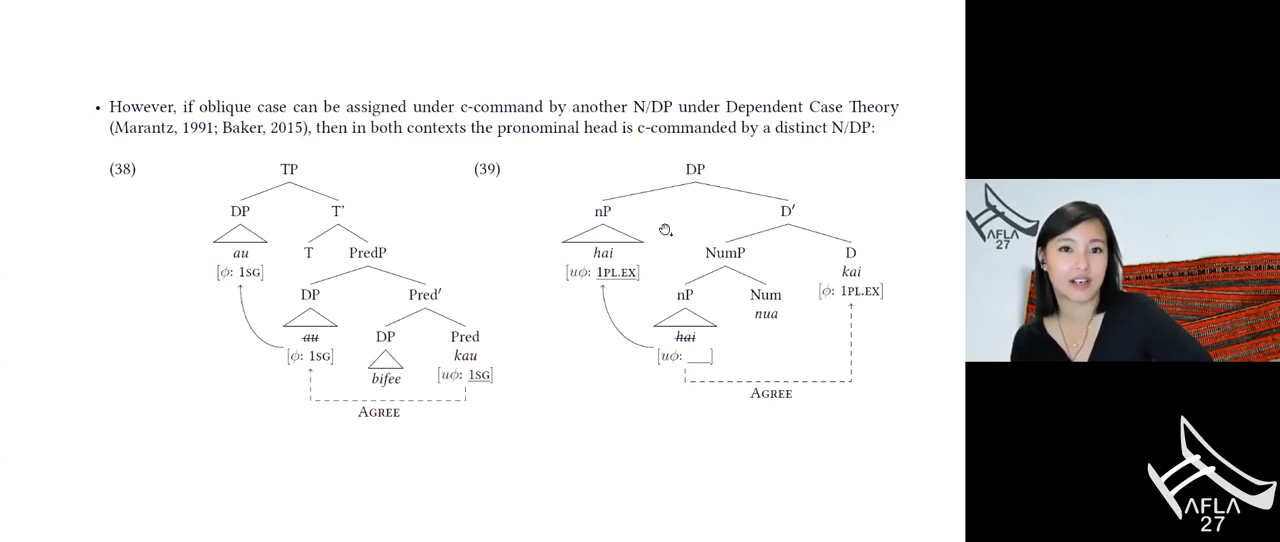 • However, if oblique case can be assigned under c-command by another N/DP under Dependent Case Theory
(Marantz, 1991; Baker, 2015), then in both contexts the pronominal head is c-commanded by a distinct N/DP:
(38)
TP
DP
T'
au
[ϕ: 1SG]
T
PredP
DP
Pred′
au
[ϕ: 1SG]
DP
bifee
Pred
kau
[uϕ: 1SG]
AGREE
(39)
DP
nP
D′
hai
[uϕ: 1PL.EX]
NumP
D
kai
[ϕ: 1PL.EX]
nP
Num
nua
hai
[uϕ: ___]
AGREE
AFLA
27
AFLA
27